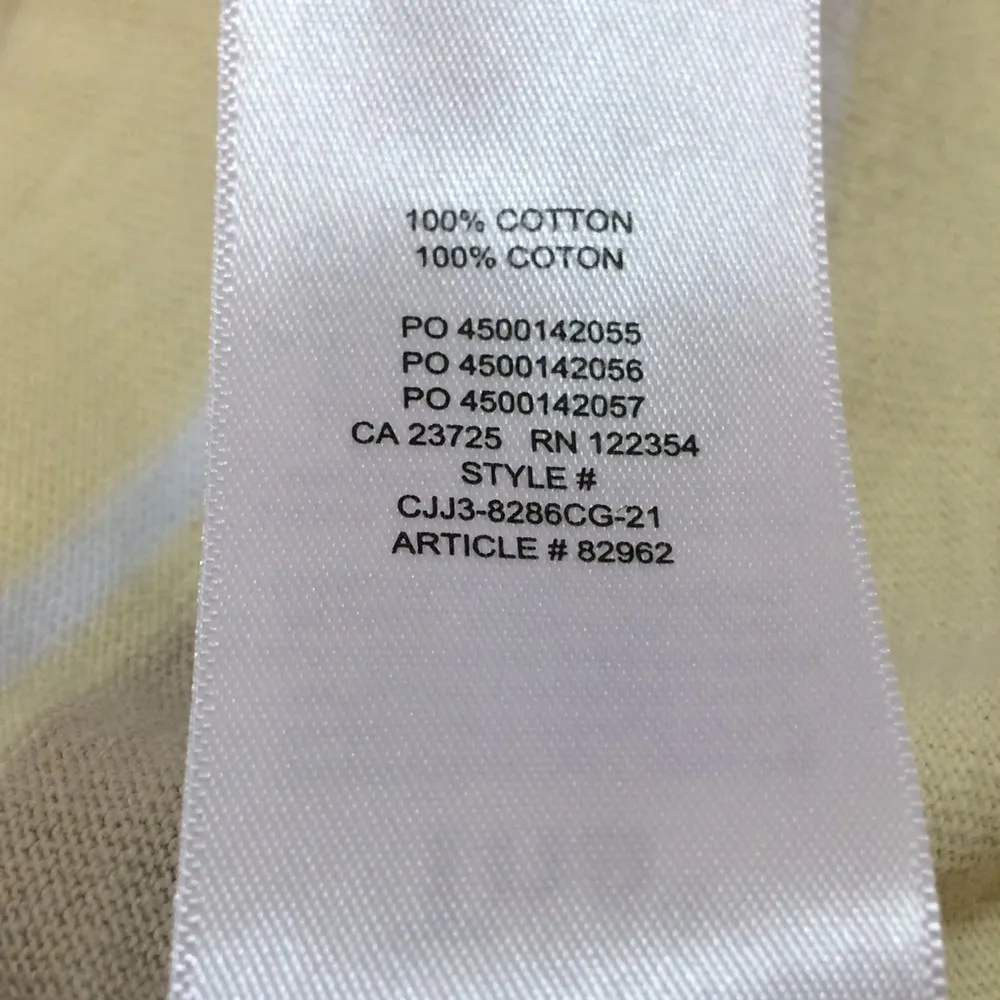 100% COTTON
100% COTON
PO 4500142055
PO 4500142056
PO 4500142057
CA 23725 RN 122354
STYLE #
CJJ3-8286CG-21
ARTICLE # 82962